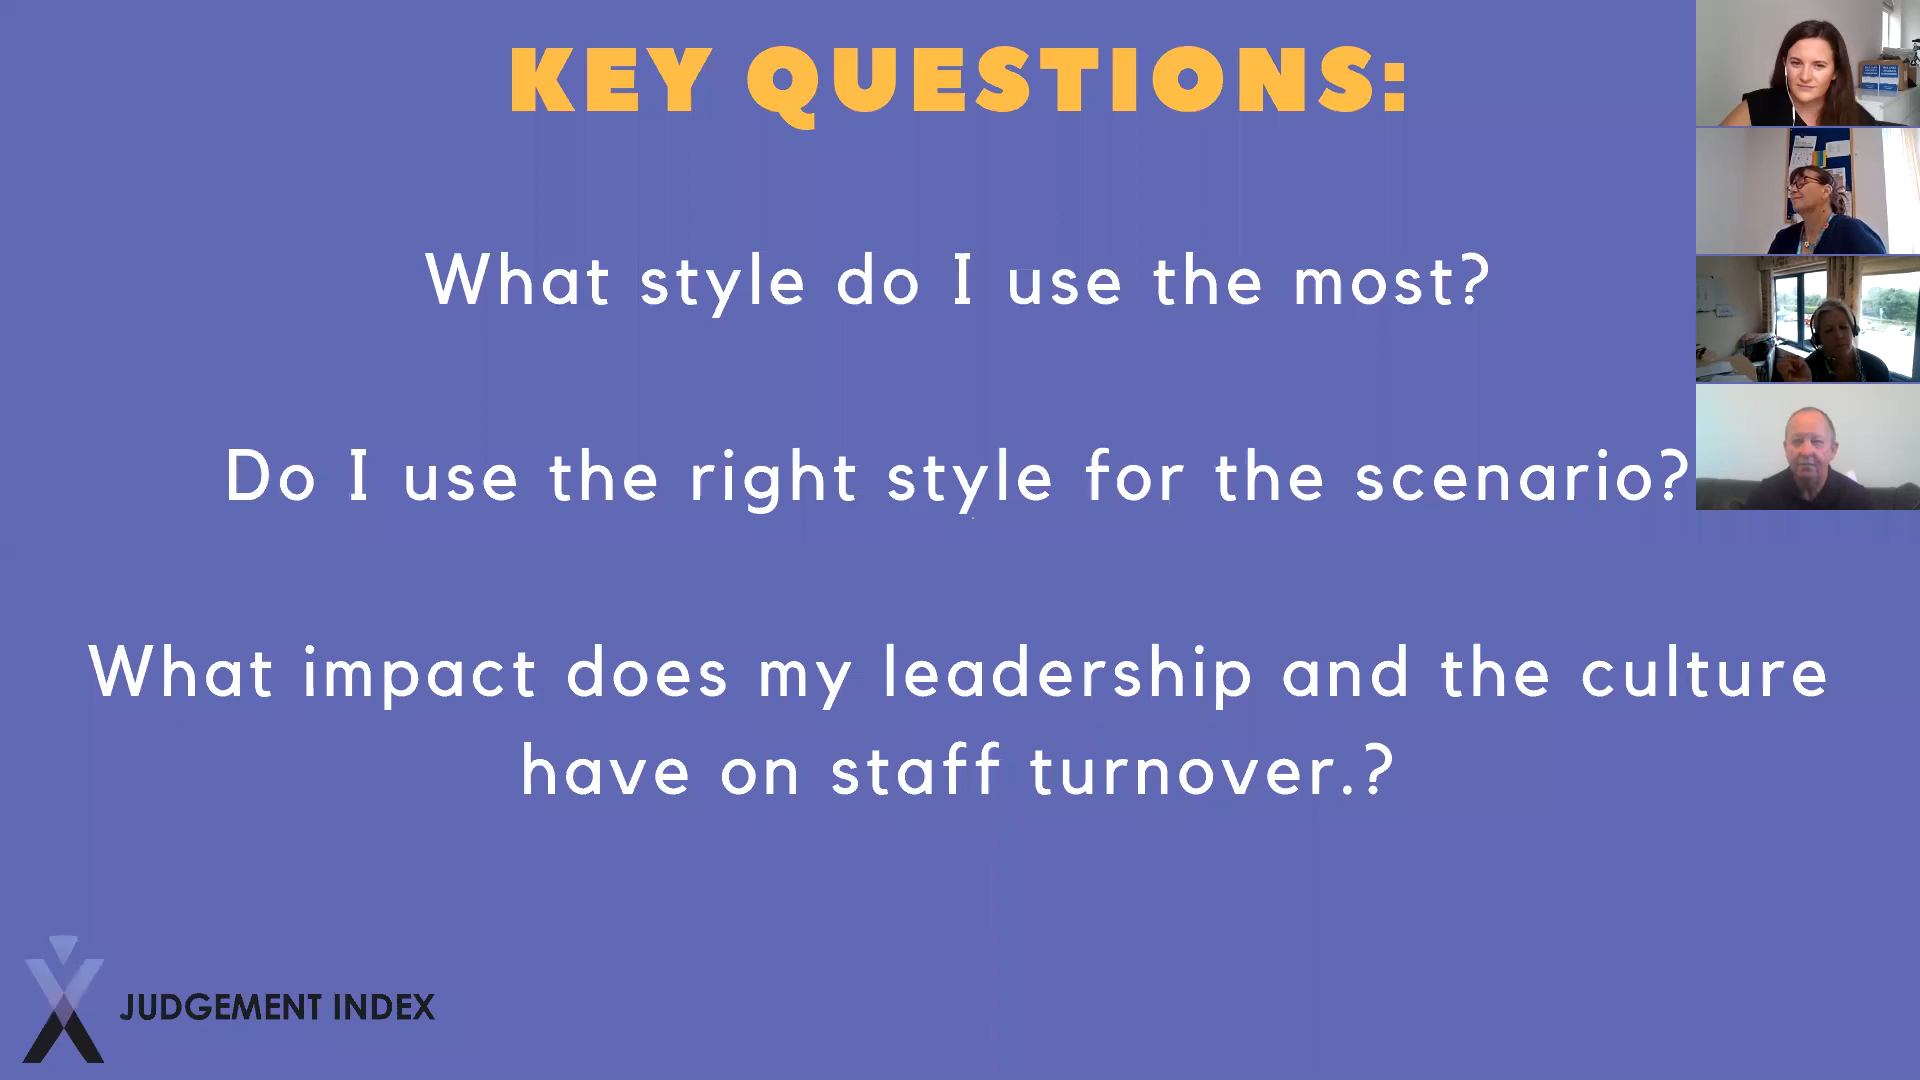 KEY QUESTIONS:
What style do I use the most?
Do I use the right style for the scenario?
What impact does my leadership and the culture
have on staff turnover.?
JUDGEMENT INDEX